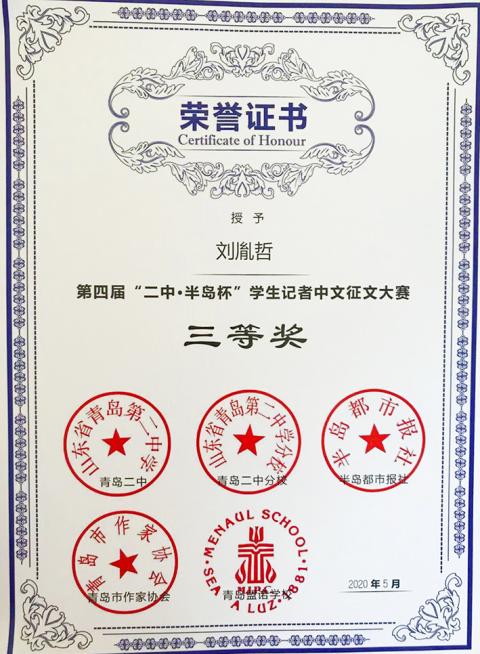 荣誉证书
Certificate of Honour
授 予
刘胤哲
第四届“二中·半岛杯”学生记者中文征文大赛
三等奖
山东省青岛第二中学
青岛二中
山东省青岛第二中学分校
青岛二中分校
半岛都市报社
半岛都市报社
青岛市作家协会
青岛市作家协会
·MENAUL SCHOOL·
SEA LA LUZ·1881
青岛盟诺学校
2020 年 5 月